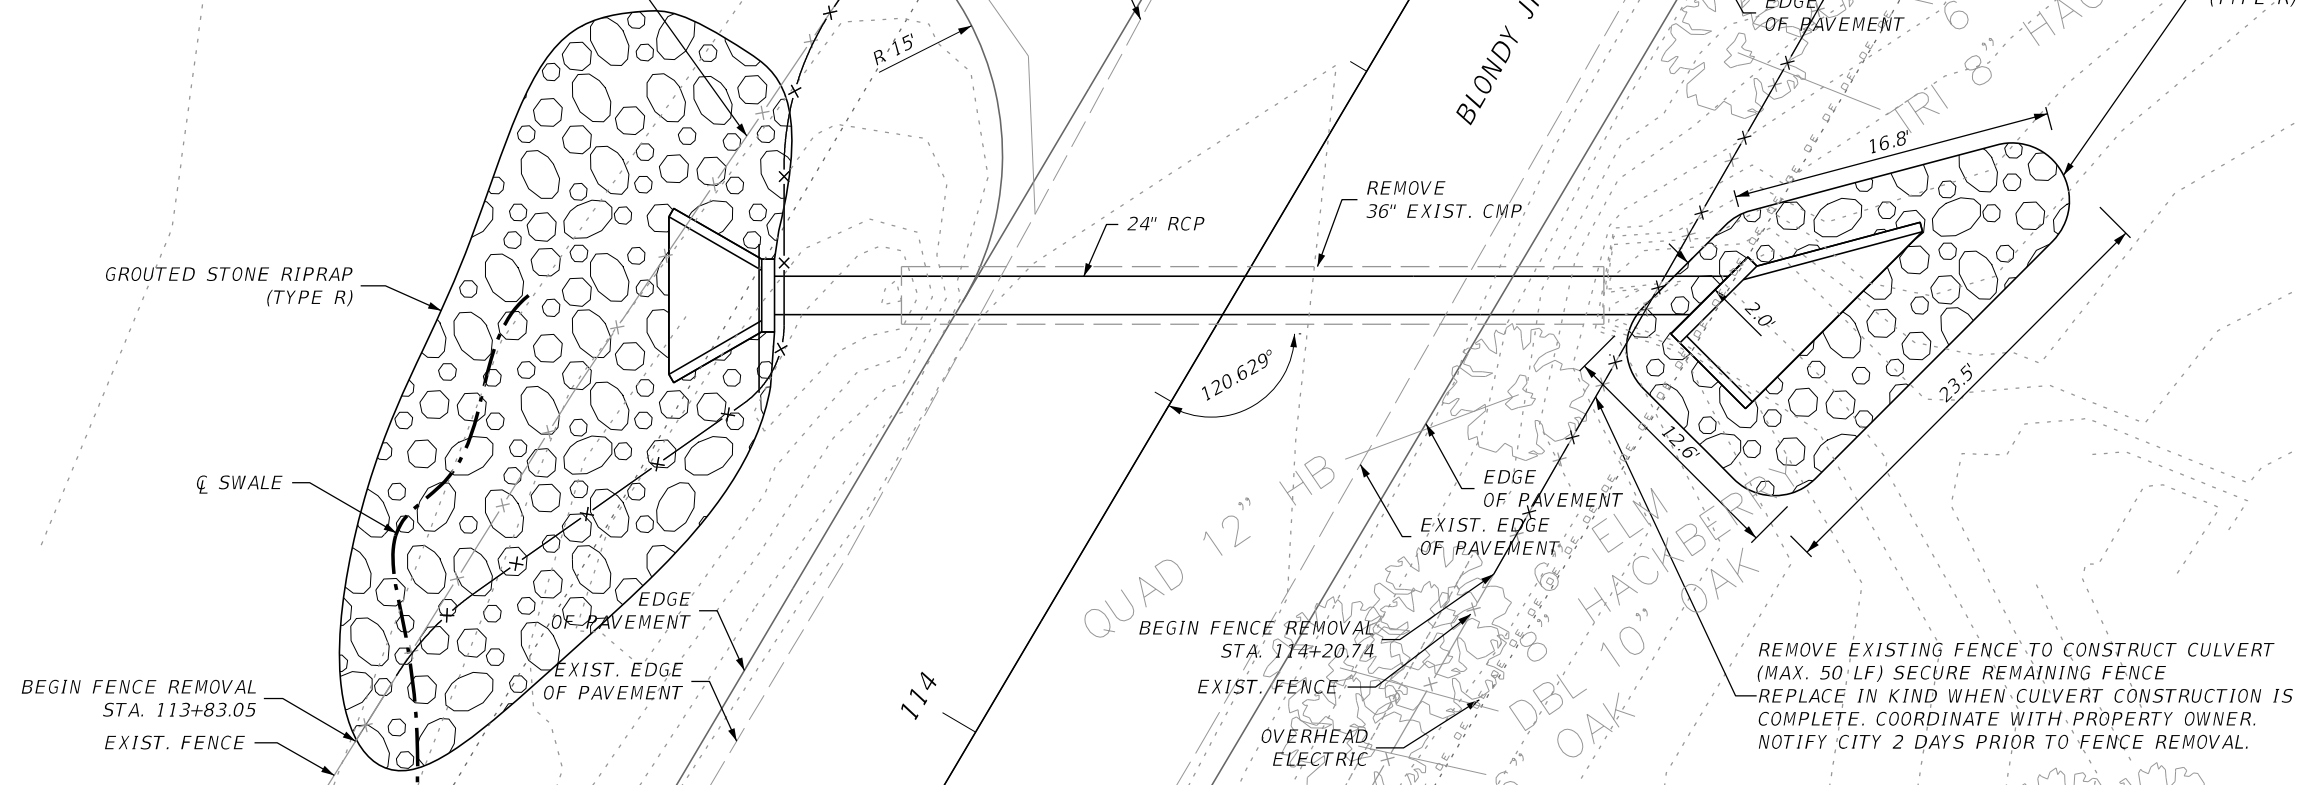 R 15'
BLONDY
EDGE
OF PAVEMENT
(TYPE R)
6
TRI 8" HAC
16.8'
REMOVE
36" EXIST. CMP
24" RCP
GROUTED STONE RIPRAP
(TYPE R)
2.0'
120.629°
23.5'
12.6'
℄ SWALE
QUAD 12" HB
EDGE
OF PAVEMENT
EXIST. EDGE
OF PAVEMENT
6" ELM
8" HACKBERRY
DBL 10" OAK
OAK
EDGE
OF PAVEMENT
EXIST. EDGE
OF PAVEMENT
BEGIN FENCE REMOVAL
STA. 114+20.74
EXIST. FENCE
OVERHEAD
ELECTRIC
114
BEGIN FENCE REMOVAL
STA. 113+83.05
EXIST. FENCE
REMOVE EXISTING FENCE TO CONSTRUCT CULVERT
(MAX. 50 LF) SECURE REMAINING FENCE
REPLACE IN KIND WHEN CULVERT CONSTRUCTION IS
COMPLETE. COORDINATE WITH PROPERTY OWNER.
NOTIFY CITY 2 DAYS PRIOR TO FENCE REMOVAL.